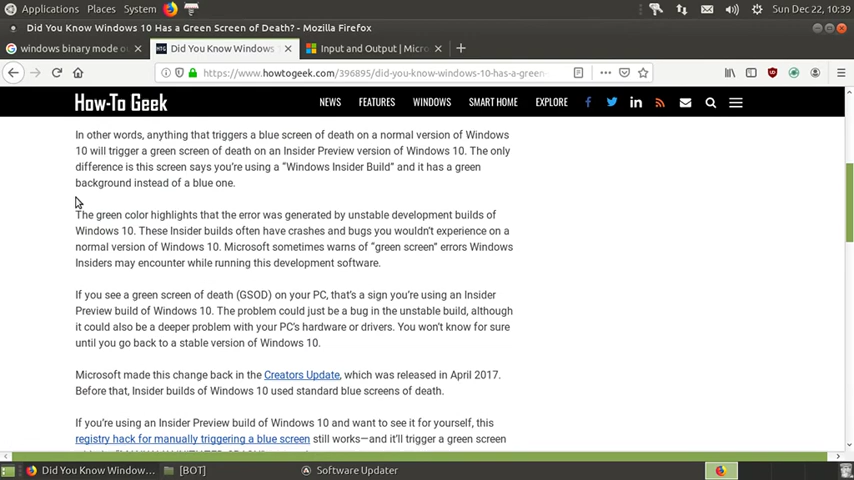 Applications Places System Sun Dec 22, 10:39
Did You Know Windows 10 Has a Green Screen of Death? - Mozilla Firefox
windows binary mode ou Did You Know Windows Input and Output | Micro
https://www.howtogeek.com/396895/did-you-know-windows-10-has-a-green-
How-To Geek NEWS FEATURES WINDOWS SMART HOME EXPLORE
In other words, anything that triggers a blue screen of death on a normal version of Windows
10 will trigger a green screen of death on an Insider Preview version of Windows 10. The only
difference is this screen says you’re using a “Windows Insider Build” and it has a green
background instead of a blue one.
The green color highlights that the error was generated by unstable development builds of
Windows 10. These Insider builds often have crashes and bugs you wouldn’t experience on a
normal version of Windows 10. Microsoft sometimes warns of “green screen” errors Windows
Insiders may encounter while running this development software.
If you see a green screen of death (GSOD) on your PC, that’s a sign you’re using an Insider
Preview build of Windows 10. The problem could just be a bug in the unstable build, although
it could also be a deeper problem with your PC’s hardware or drivers. You won’t know for sure
until you go back to a stable version of Windows 10.
Microsoft made this change back in the Creators Update, which was released in April 2017.
Before that, Insider builds of Windows 10 used standard blue screens of death.
If you’re using an Insider Preview build of Windows 10 and want to see it for yourself, this
registry hack for manually triggering a blue screen still works—and it’ll trigger a green screen
Did You Know Window... [BOT] Software Updater